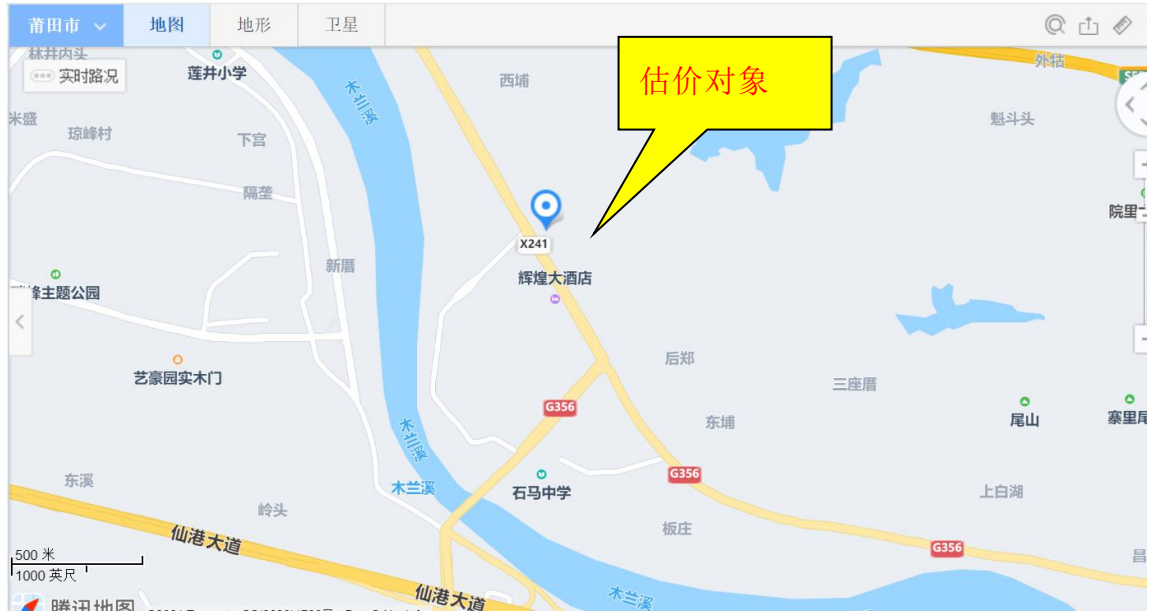 莆田市
地图
地形
卫星
林井内头
实时路况
莲井小学
木兰溪
西埔
估价对象
外牯
米盛
琼峰村
下宫
魁斗头
隔垄
院里
X241
新厝
辉煌大酒店
峰主题公园
后郑
艺豪园实木门
三座厝
G356
尾山
寨里尾
东埔
木兰溪
G356
东溪
木兰溪
石马中学
上白湖
岭头
板庄
仙港大道
G356
昌
500 米
1000 英尺
仙港大道
木兰溪
腾讯地图